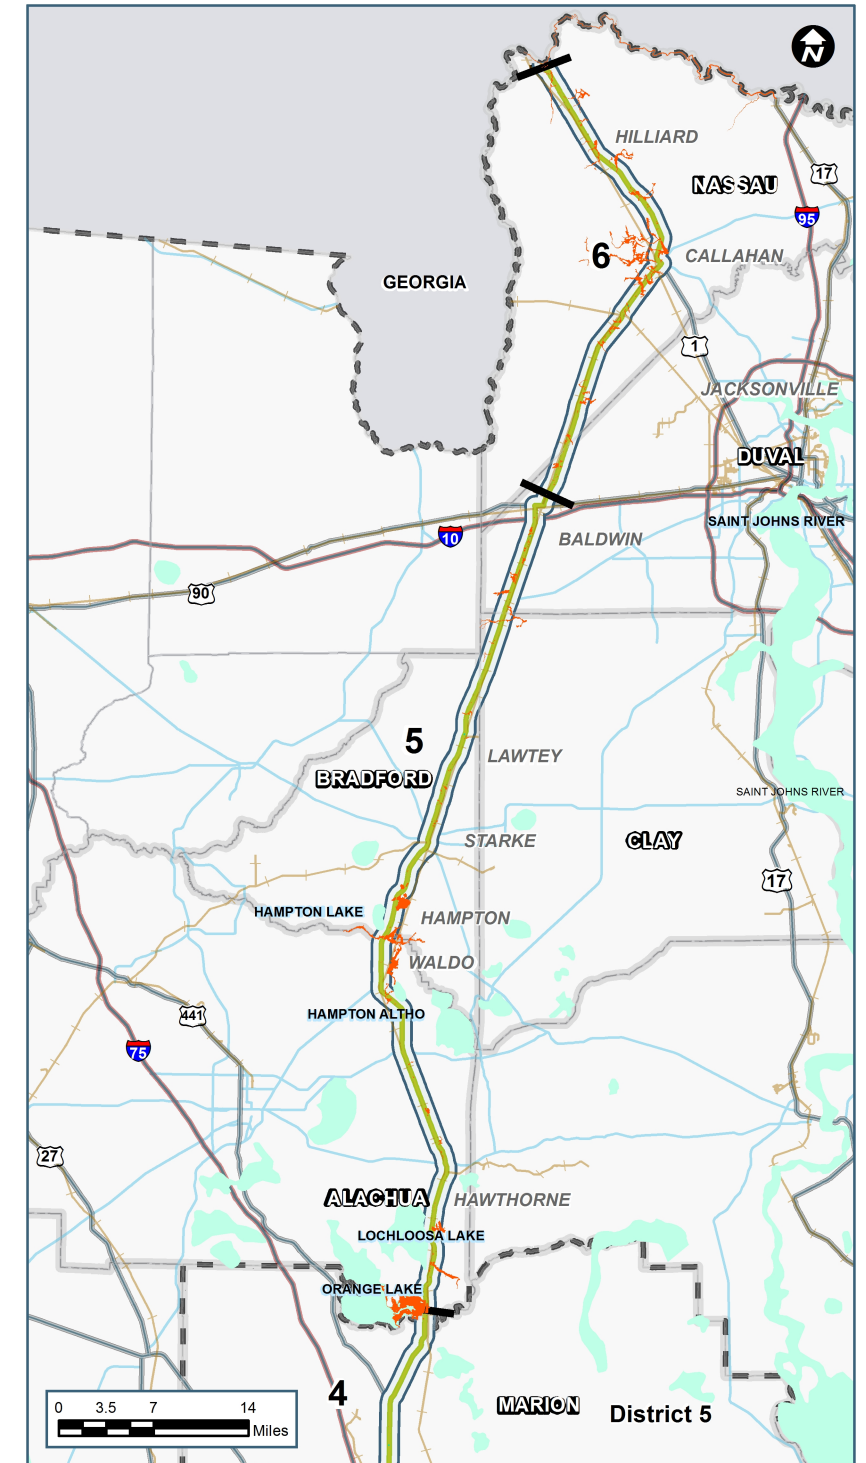 N
HILLIARD
17
NASSAU
95
6
CALLAHAN
GEORGIA
1
JACKSONVILLE
DUVAL
SAINT JOHNS RIVER
10
BALDWIN
90
5
LAWTEY
BRADFORD
SAINT JOHNS RIVER
STARKE
CLAY
17
HAMPTON LAKE
HAMPTON
WALDO
441
HAMPTON ALTHO
75
27
ALACHUA
HAWTHORNE
LOCHLOOSA LAKE
ORANGE LAKE
4
MARION
District 5
0 3.5 7 14
Miles